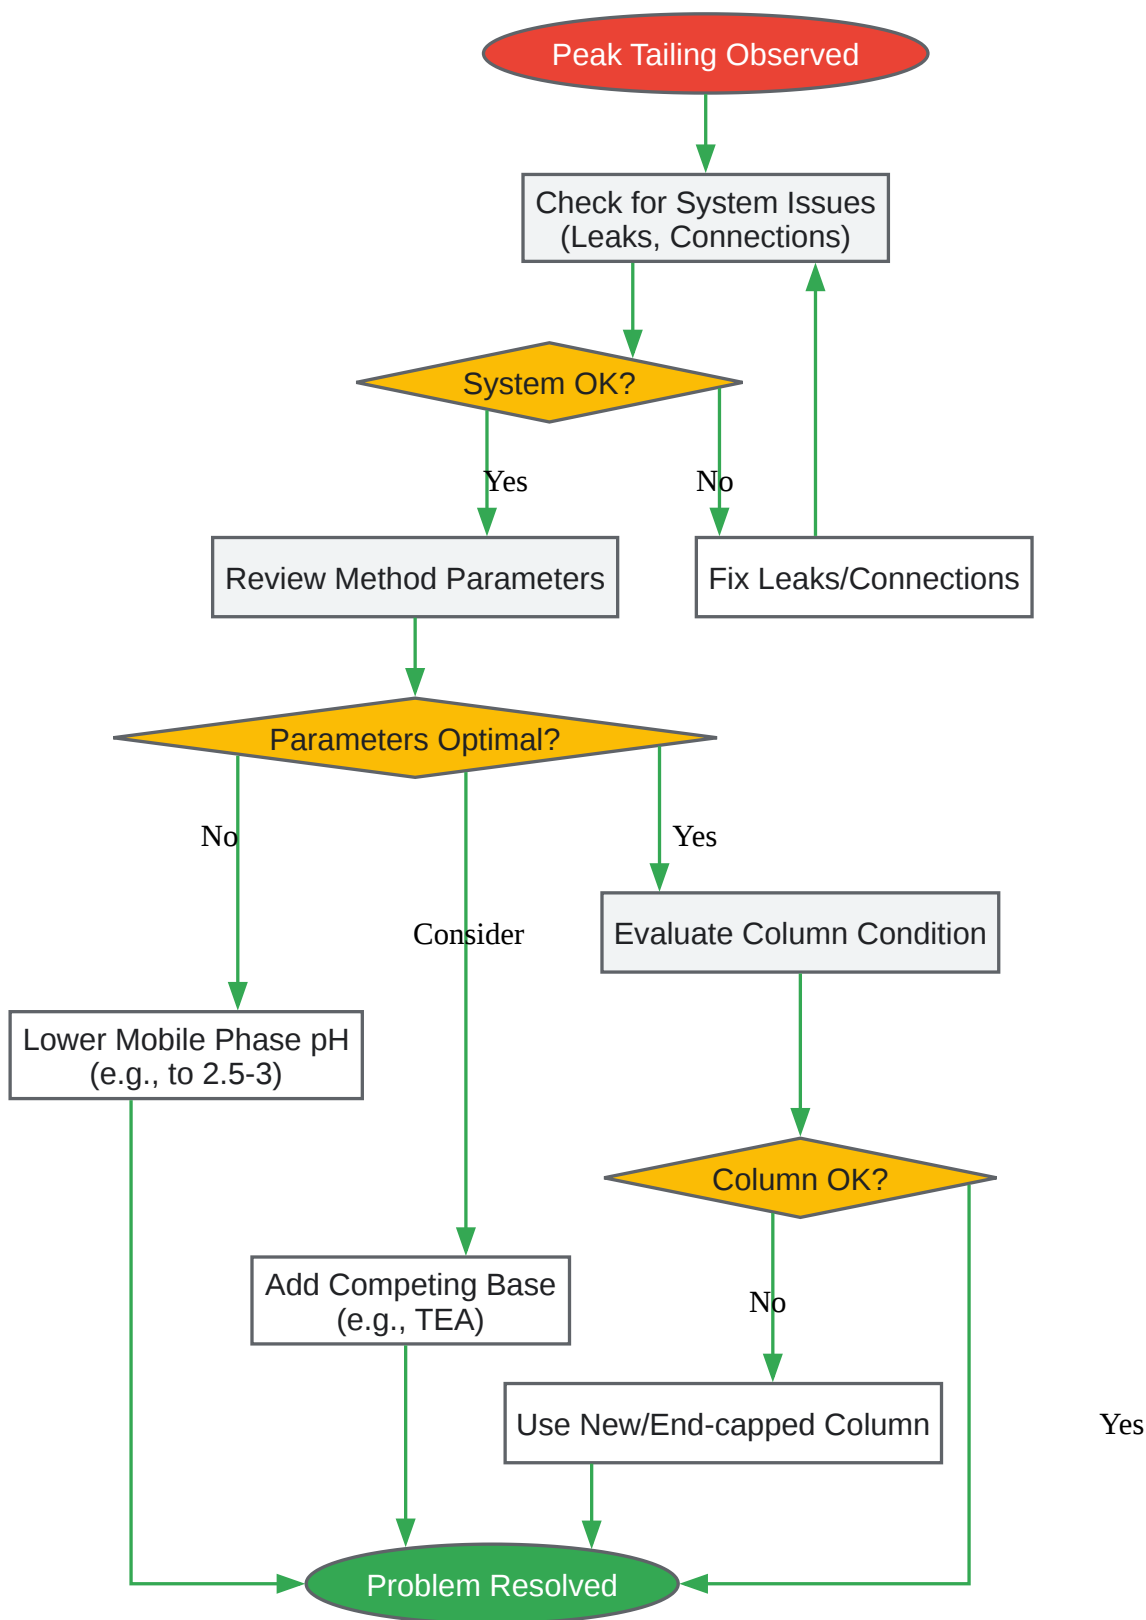 Peak Tailing Observed
Check for System Issues
(Leaks, Connections)
System OK?
Yes
No
Review Method Parameters
Fix Leaks/Connections
Parameters Optimal?
No
Yes
Consider
Evaluate Column Condition
Lower Mobile Phase pH
(e.g., to 2.5-3)
Column OK?
Add Competing Base
(e.g., TEA)
No
Use New/End-capped Column
Yes
Problem Resolved